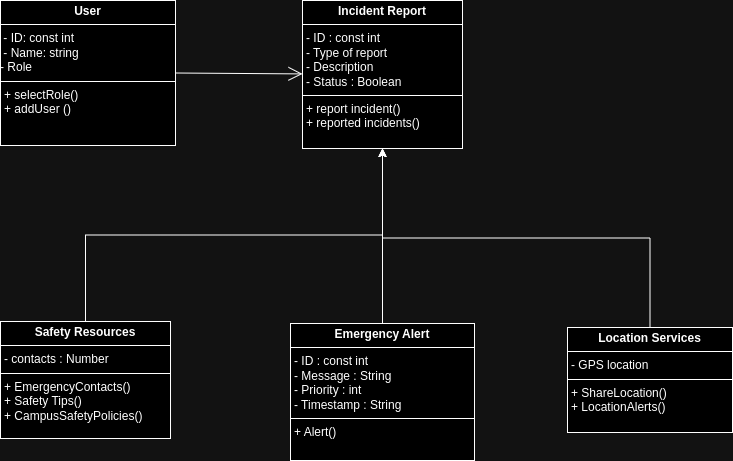 User
- ID: const int
- Name: string
- Role
+ selectRole()
+ addUser ()
Incident Report
- ID : const int
- Type of report
- Description
- Status : Boolean
+ report incident()
+ reported incidents()
Safety Resources
- contacts : Number
+ EmergencyContacts()
+ Safety Tips()
+ CampusSafetyPolicies()
Emergency Alert
- ID : const int
- Message : String
- Priority : int
- Timestamp : String
+ Alert()
Location Services
- GPS location
+ ShareLocation()
+ LocationAlerts()